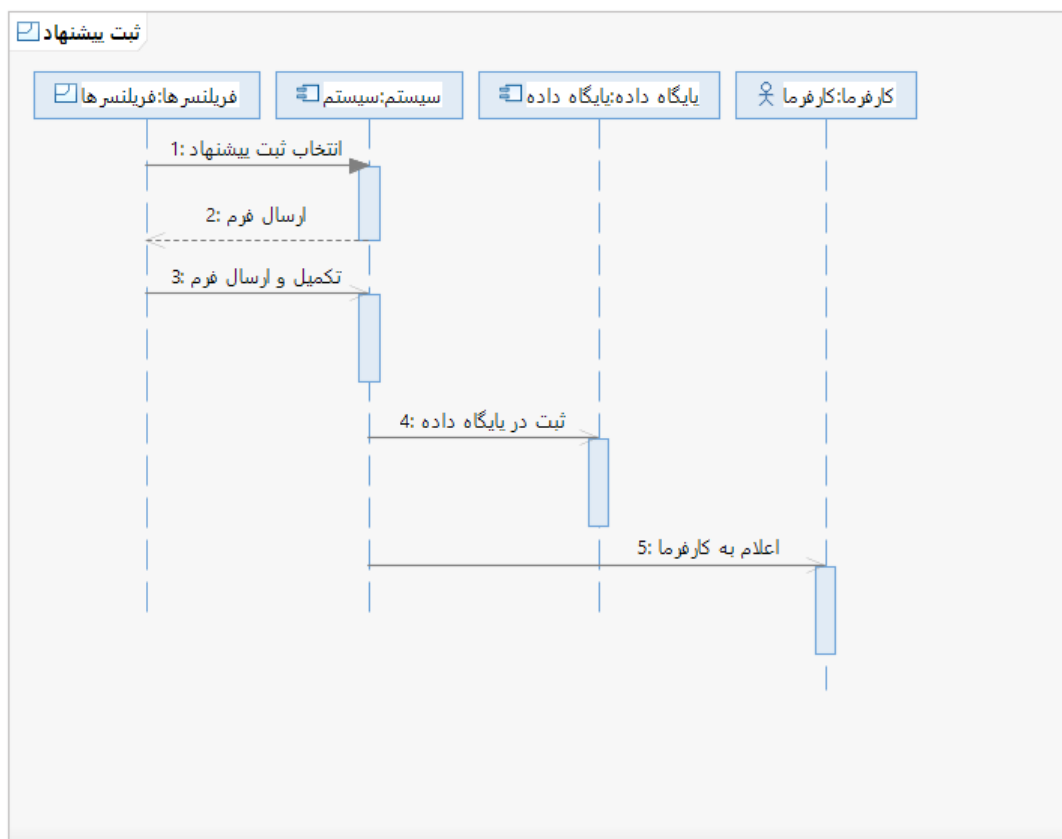 ثبت پیشنهاد
فریلنسرها:فریلنسرها
سیستم:سیستم
پایگاه داده:پایگاه داده
کارفرما:کارفرما
1: انتخاب ثبت پیشنهاد
2: ارسال فرم
3: تکمیل و ارسال فرم
4: ثبت در پایگاه داده
5: اعلام به کارفرما